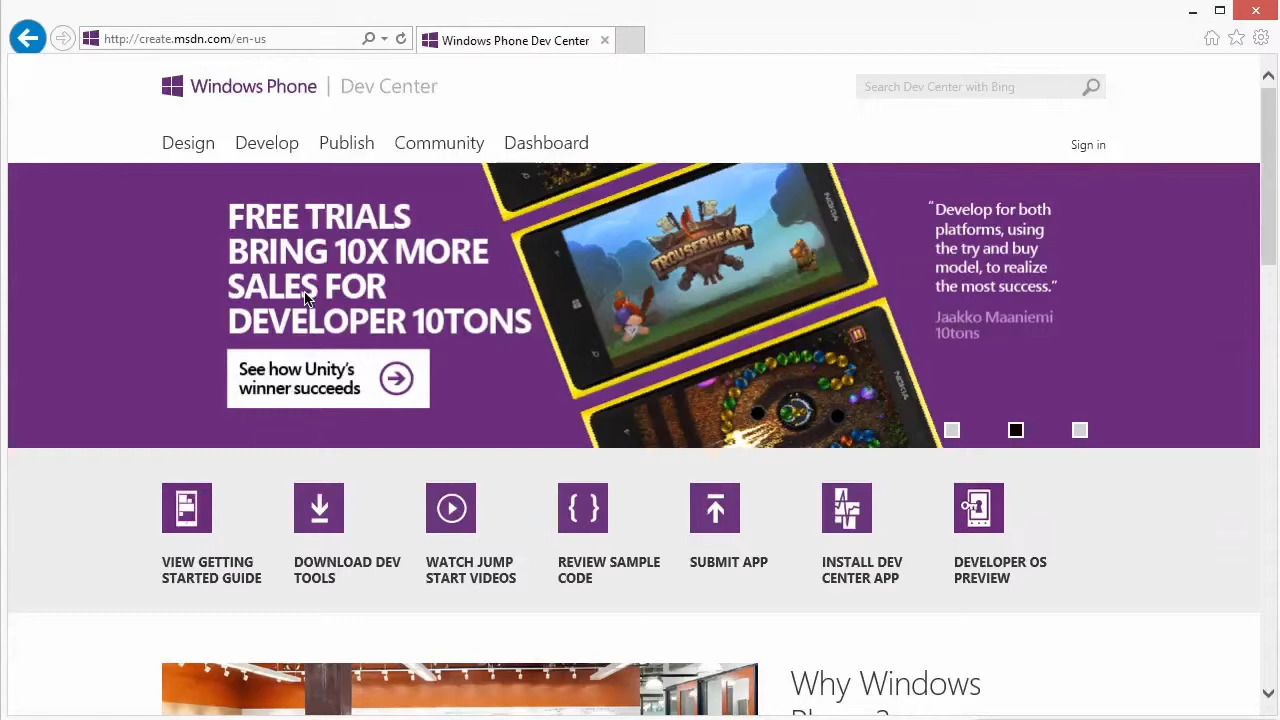 http://create.msdn.com/en-us
Windows Phone Dev Center
Windows Phone | Dev Center
Search Dev Center with Bing
Design Develop Publish Community Dashboard
Sign in
FREE TRIALS
BRING 10X MORE
SALES FOR
DEVELOPER 10TONS
See how Unity's
winner succeeds
TROUSERHEART
NOKIA
NOKIA
“Develop for both
platforms, using
the try and buy
model, to realize
the most success.”
Jaakko Maaniemi
10tons
VIEW GETTING
STARTED GUIDE
DOWNLOAD DEV
TOOLS
WATCH JUMP
START VIDEOS
REVIEW SAMPLE
CODE
SUBMIT APP
INSTALL DEV
CENTER APP
DEVELOPER OS
PREVIEW
Why Windows
Phone?